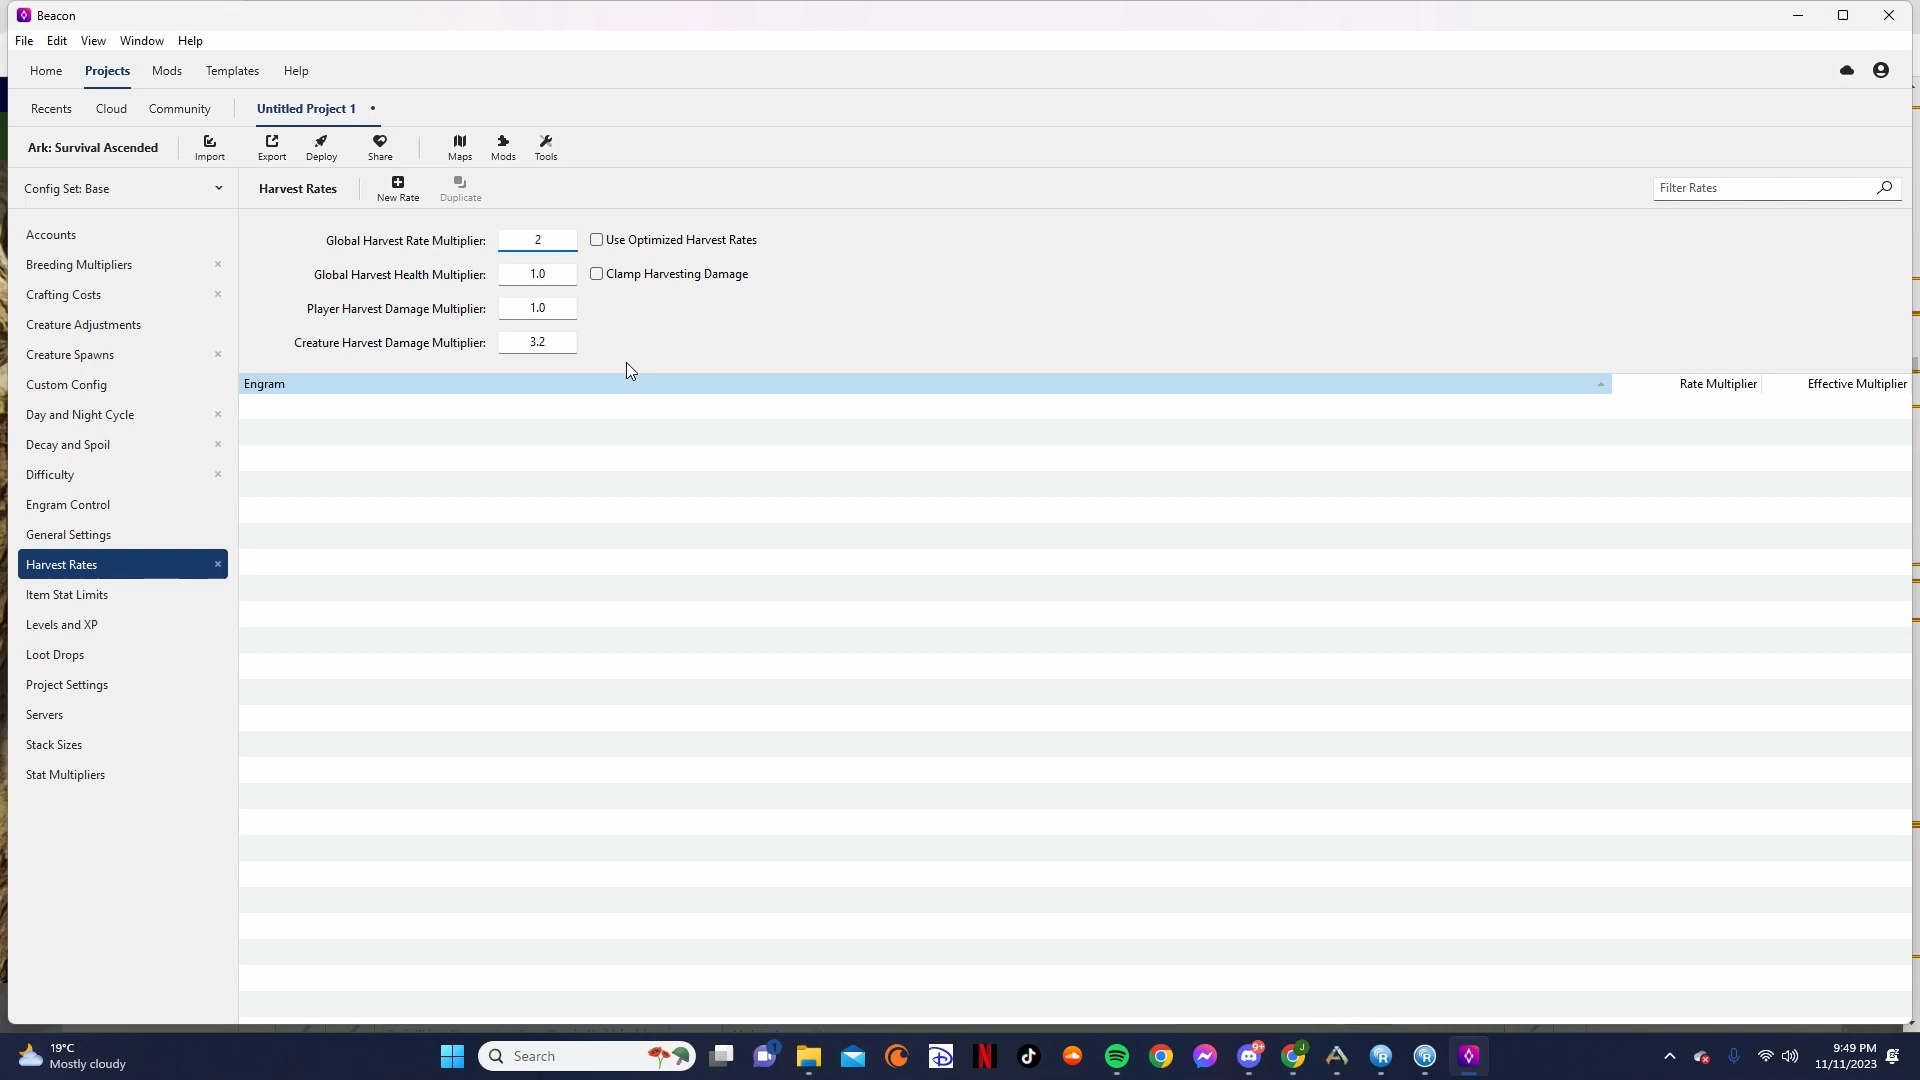 Beacon
File Edit View Window Help
Home Projects Mods Templates Help
Recents Cloud Community Untitled Project 1 •
Ark: Survival Ascended Import Export Deploy Share Maps Mods Tools
Config Set: Base Harvest Rates New Rate Duplicate Filter Rates
Accounts
Breeding Multipliers
Crafting Costs
Creature Adjustments
Creature Spawns
Custom Config
Day and Night Cycle
Decay and Spoil
Difficulty
Engram Control
General Settings
Harvest Rates
Item Stat Limits
Levels and XP
Loot Drops
Project Settings
Servers
Stack Sizes
Stat Multipliers
Global Harvest Rate Multiplier: 2 Use Optimized Harvest Rates
Global Harvest Health Multiplier: 1.0 Clamp Harvesting Damage
Player Harvest Damage Multiplier: 1.0
Creature Harvest Damage Multiplier: 3.2
Engram Rate Multiplier Effective Multiplier
19°C
Mostly cloudy
Search
1
9+
J
9:49 PM
11/11/2023